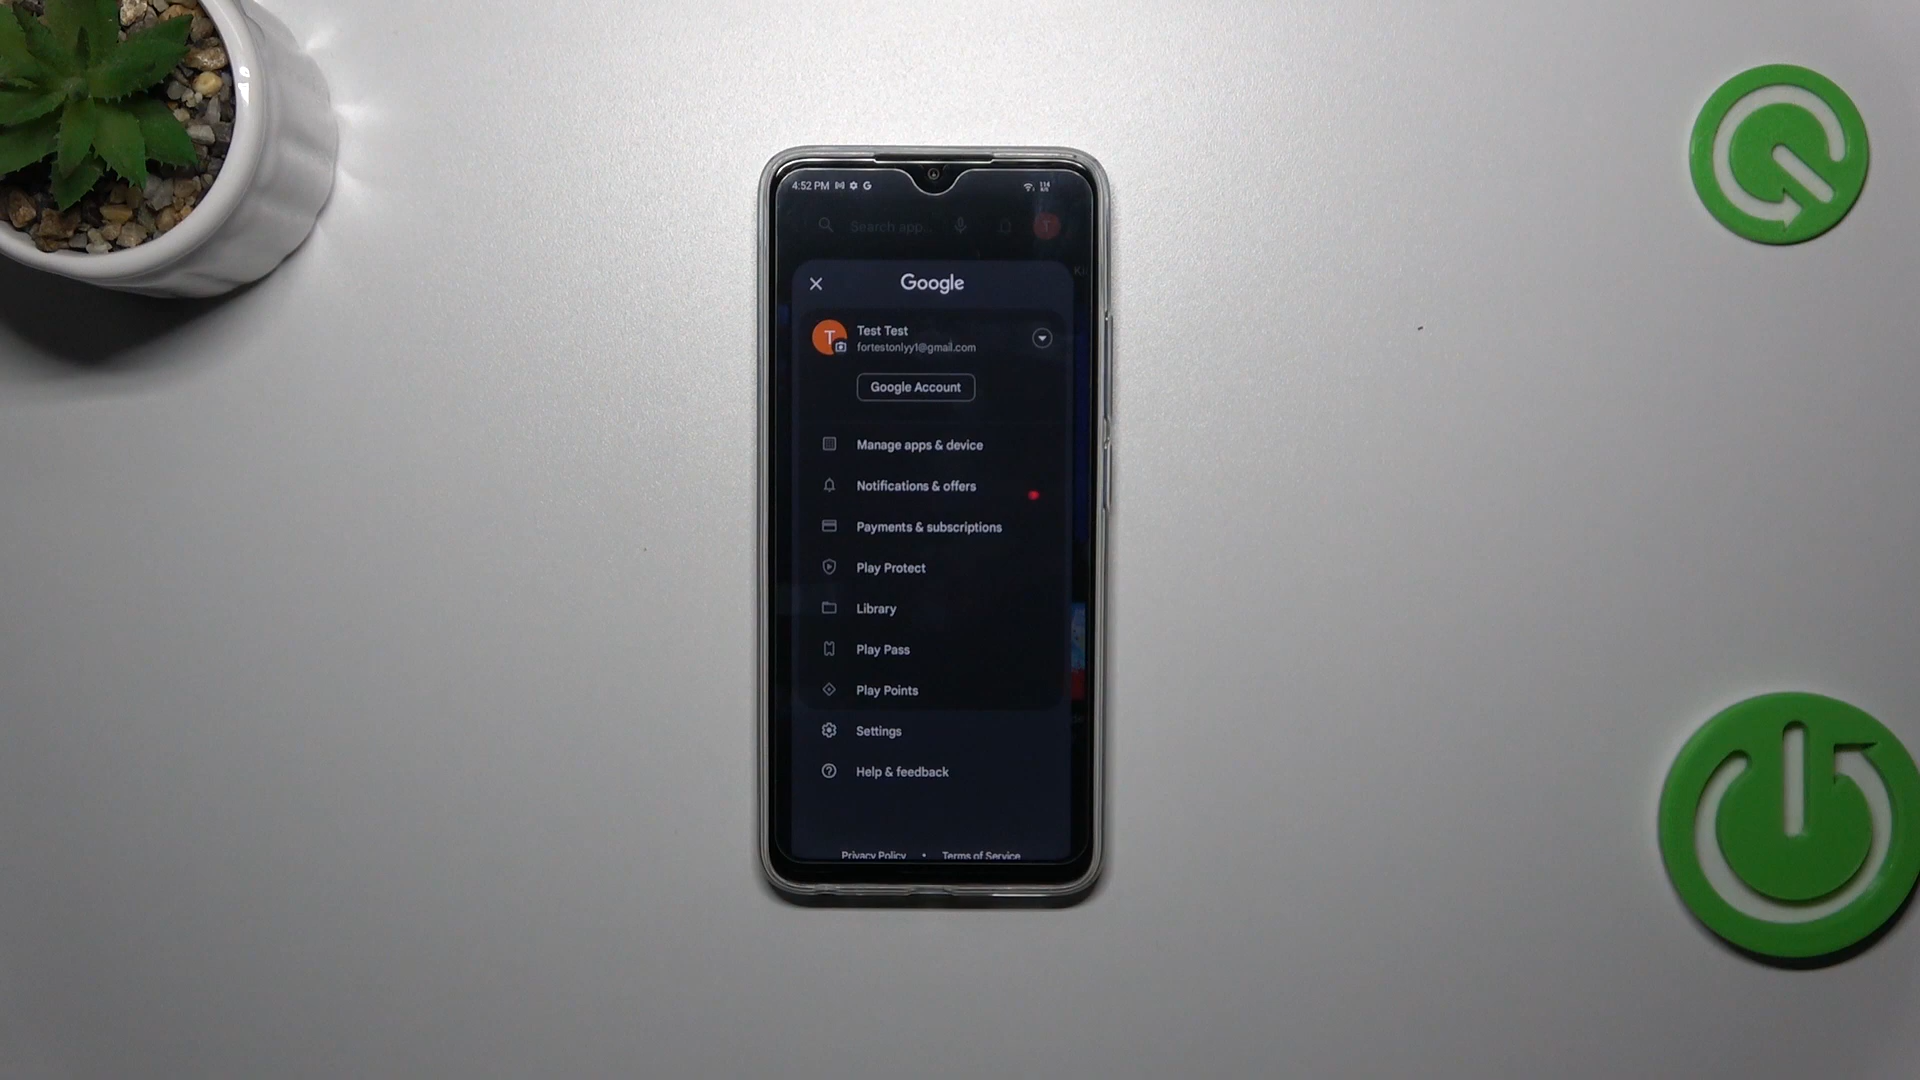 4:52 PM
Search app...
T
Google
T
Test Test
fortestonlyy1@gmail.com
Google Account
Manage apps & device
Notifications & offers
Payments & subscriptions
Play Protect
Library
Play Pass
Play Points
Settings
Help & feedback
Privacy Policy • Terms of Service